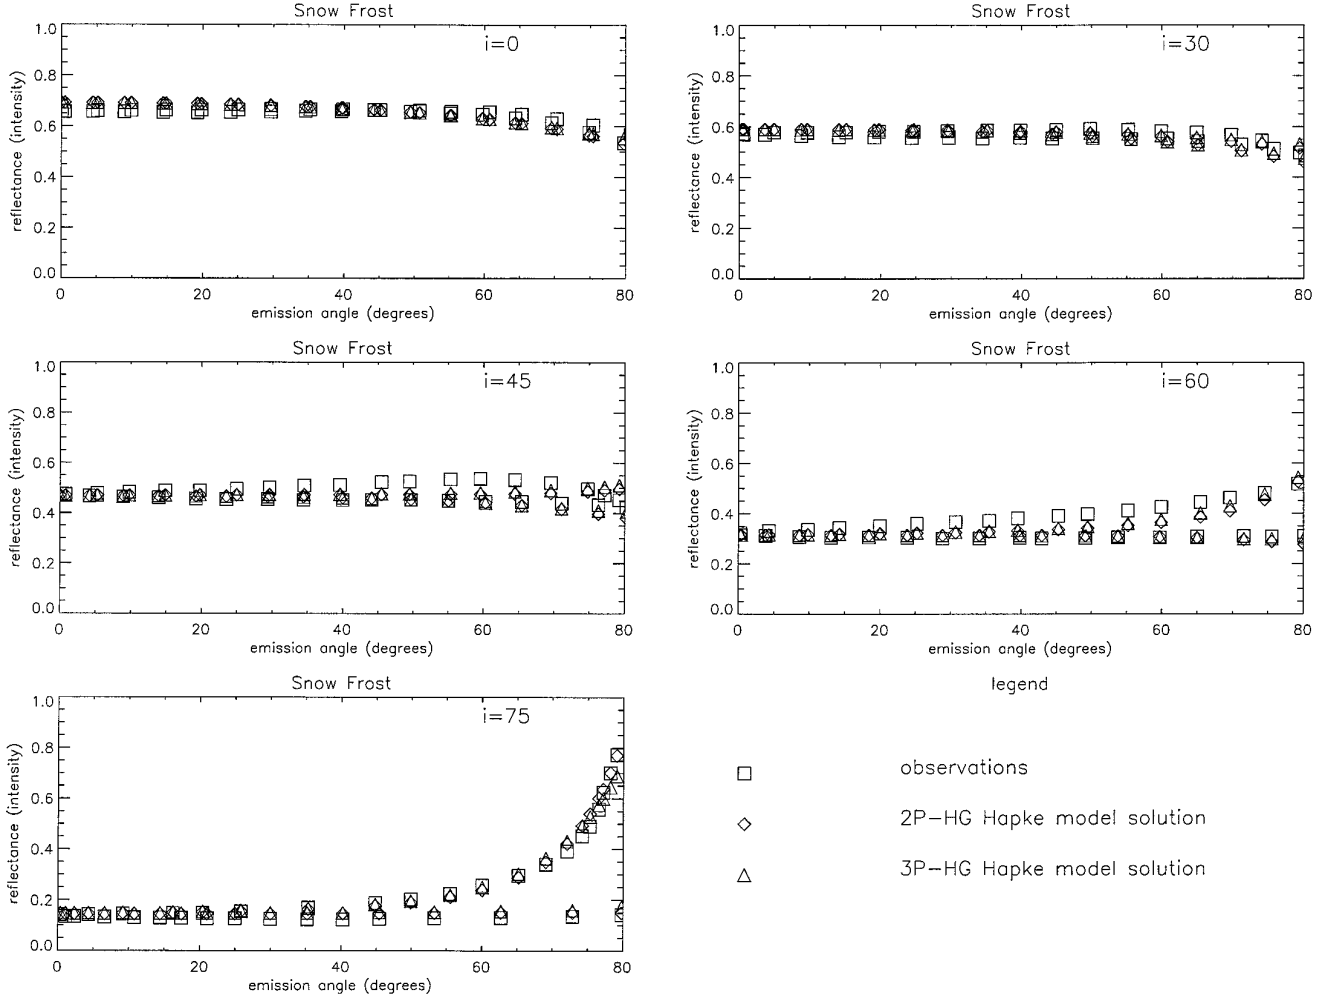 Snow Frost
i=0
reflectance (intensity)
1.0
0.8
0.6
0.4
0.2
0.0
0 20 40 60 80
emission angle (degrees)
Snow Frost
i=30
reflectance (intensity)
1.0
0.8
0.6
0.4
0.2
0.0
0 20 40 60 80
emission angle (degrees)
Snow Frost
i=45
reflectance (intensity)
1.0
0.8
0.6
0.4
0.2
0.0
0 20 40 60 80
emission angle (degrees)
Snow Frost
i=60
reflectance (intensity)
1.0
0.8
0.6
0.4
0.2
0.0
0 20 40 60 80
emission angle (degrees)
Snow Frost
i=75
reflectance (intensity)
1.0
0.8
0.6
0.4
0.2
0.0
0 20 40 60 80
emission angle (degrees)
legend
observations
2P-HG Hapke model solution
3P-HG Hapke model solution